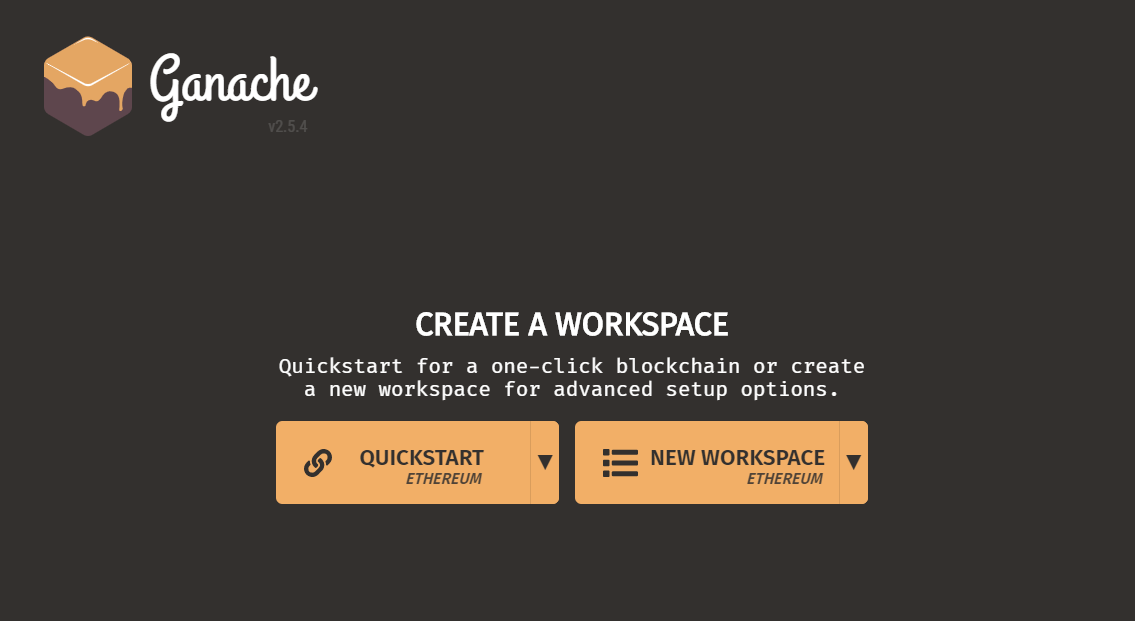 Ganache
v2.5.4
CREATE A WORKSPACE
Quickstart for a one-click blockchain or create
a new workspace for advanced setup options.
QUICKSTART
ETHEREUM
▼
NEW WORKSPACE
ETHEREUM
▼